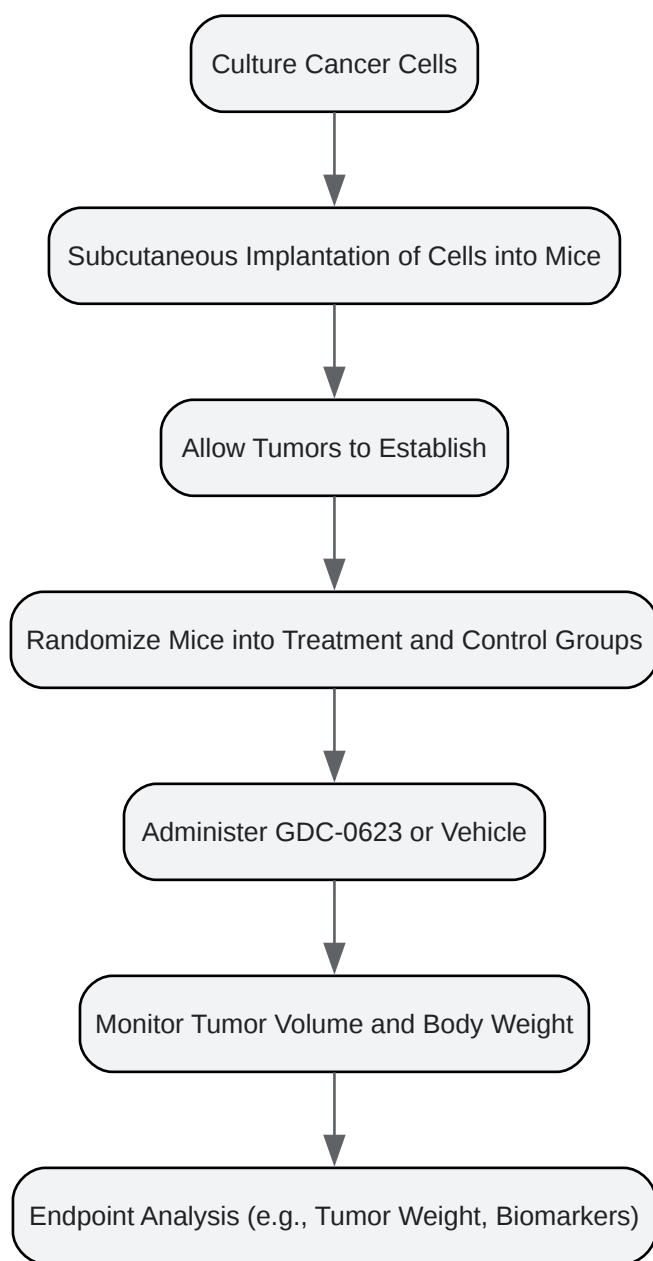 Culture Cancer Cells
Subcutaneous Implantation of Cells into Mice
Allow Tumors to Establish
Randomize Mice into Treatment and Control Groups
Administer GDC-0623 or Vehicle
Monitor Tumor Volume and Body Weight
Endpoint Analysis (e.g., Tumor Weight, Biomarkers)